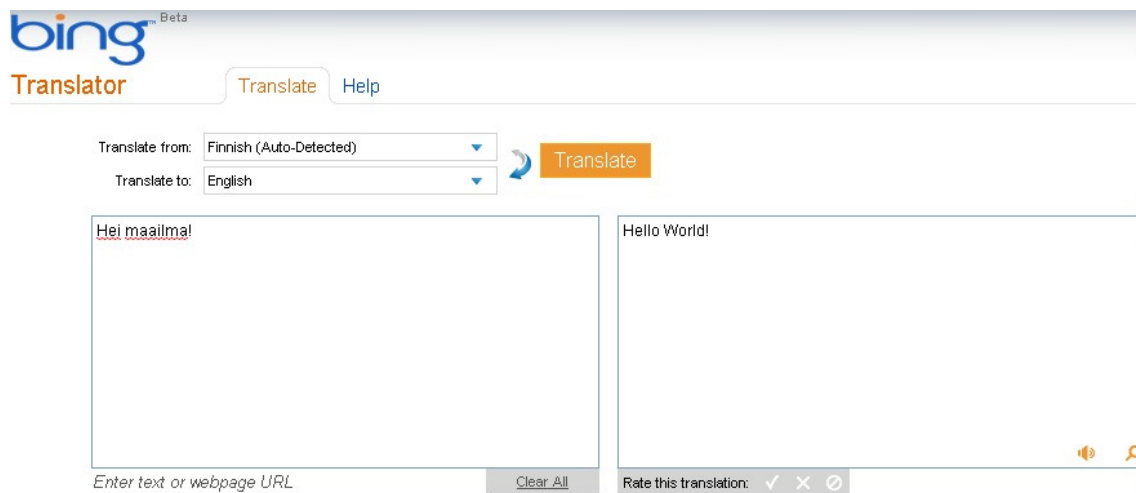 bing Beta
Translator Translate Help
Translate from: Finnish (Auto-Detected)
Translate
Translate to: English
Hei maailma! Hello World!
Enter text or webpage URL Clear All Rate this translation: